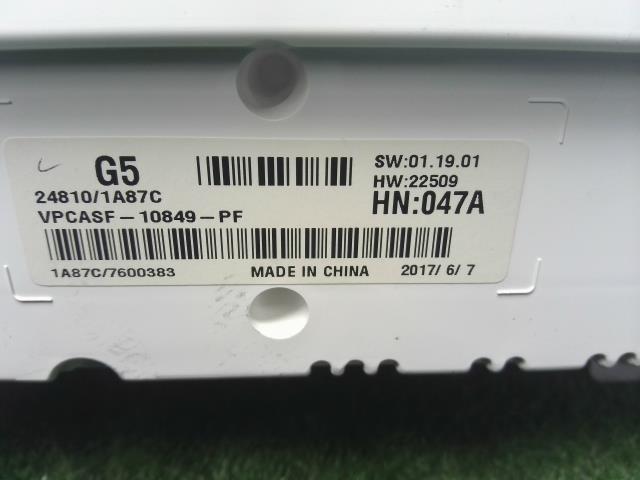 G5
SW:01.19.01
24810/1A87C
HW:22509
VPCASF-10849-PF
HN:047A
1A87C/7600383 MADE IN CHINA 2017/ 6/ 7